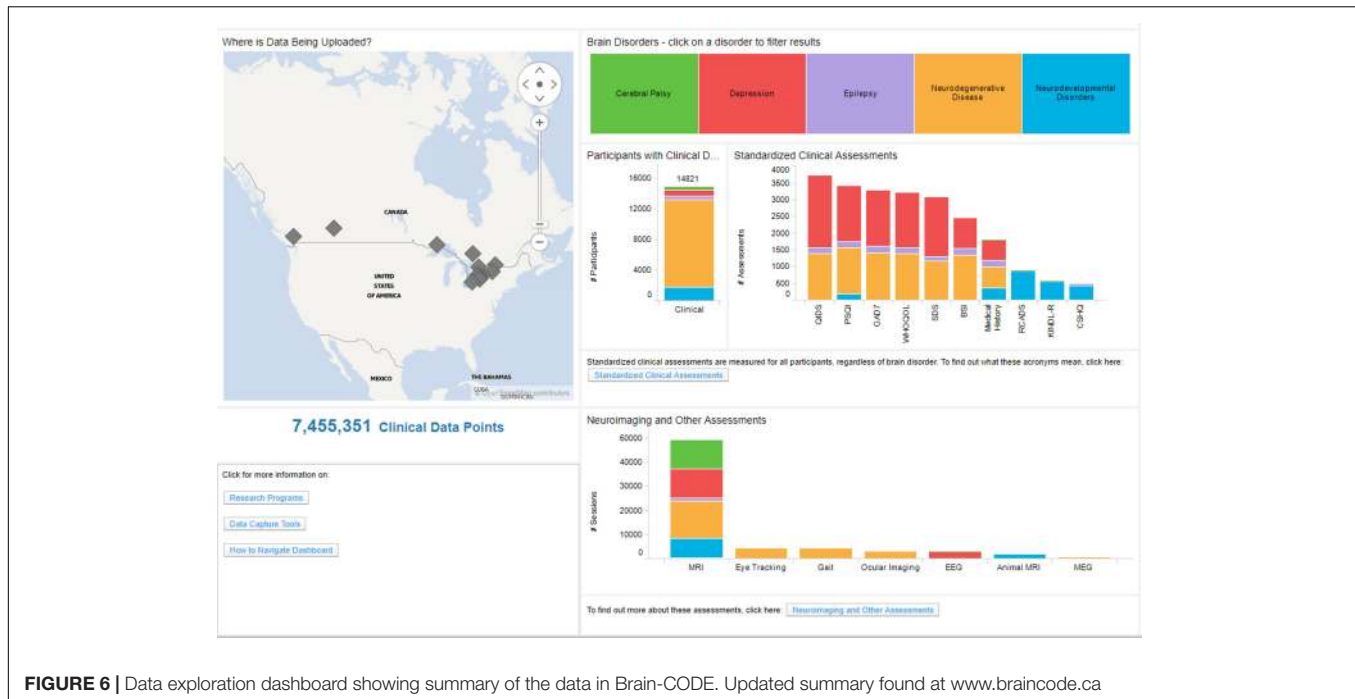 Where is Data Being Uploaded?
CANADA
UNITED
STATES
OF AMERICA
MEXICO
THE BAHAMAS
CUBA
7,455,351 Clinical Data Points
Click for more information on:
Research Programs
Data Capture Tools
How to Navigate Dashboard
Brain Disorders - click on a disorder to filter results
Cerebral Palsy
Depression
Epilepsy
Neurodegenerative
Disease
Neurodevelopmental
Disorders
Participants with Clinical D...
14821
16000
12000
8000
4000
0
# Participants
Clinical
Standardized Clinical Assessments
4000
3500
3000
2500
2000
1500
1000
500
0
# Assessments
QIDS
PSQI
GAD7
WHOQOL
SDS
BSI
Medical
History
RCADS
KINDL-R
CSHQ
Standardized clinical assessments are measured for all participants, regardless of brain disorder. To find out what these acronyms mean, click here:
Standardized Clinical Assessments
Neuroimaging and Other Assessments
60000
40000
30000
20000
10000
0
# Sessions
MRI
Eye Tracking
Gait
Ocular Imaging
EEG
Animal MRI
MEG
To find out more about these assessments, click here:
Neuroimaging and Other Assessments
FIGURE 6 | Data exploration dashboard showing summary of the data in Brain-CODE. Updated summary found at www.braincode.ca